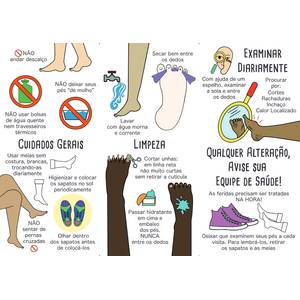 NÃO
andar descalço
NÃO deixar seus
pés "de molho"
NÃO usar bolsas
de água quente
nem travesseiros
térmicos
CUIDADOS GERAIS
Usar meias sem
costura, brancas,
trocando-as
diariamente
Higienizar e colocar
os sapatos no sol
periodicamente
NÃO
sentar de
pernas
cruzadas
Olhar dentro
dos sapatos antes
de colocá-los
Secar bem entre
os dedos
Lavar
com água
morna e
corrente
LIMPEZA
Cortar unhas:
em linha reta
não muito curtas
nem retirar a cutícula
Passar hidratante
em cima e
embaixo dos
pés, NUNCA
entre os dedos
EXAMINAR
DIARIAMENTE
Com ajuda de um
espelho, examinar
a sola e entre
os dedos
Procurar
por:
Cortes
Rachaduras
Inchaço
Calor Localizado
QUALQUER ALTERAÇÃO,
AVISE SUA
EQUIPE DE SAÚDE!
As feridas precisam ser tratadas
NA HORA!
Deixar que examinem seus pés a cada
visita. Para lembrá-los, retirar
os sapatos e as meias